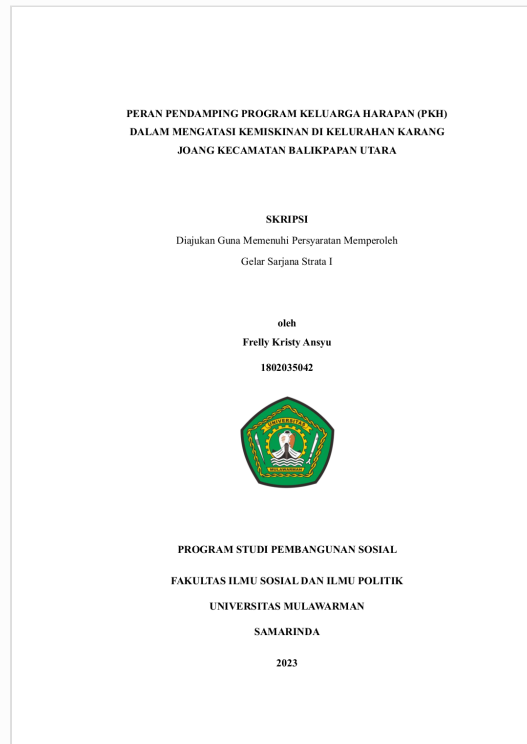 PERAN PENDAMPING PROGRAM KELUARGA HARAPAN (PKH)
DALAM MENGATASI KEMISKINAN DI KELURAHAN KARANG
JOANG KECAMATAN BALIKPAPAN UTARA
SKRIPSI
Diajukan Guna Memenuhi Persyaratan Memperoleh
Gelar Sarjana Strata I
oleh
Frelly Kristy Ansyu
1802035042
UNIVERSITAS
MULAWARMAN
PROGRAM STUDI PEMBANGUNAN SOSIAL
FAKULTAS ILMU SOSIAL DAN ILMU POLITIK
UNIVERSITAS MULAWARMAN
SAMARINDA
2023